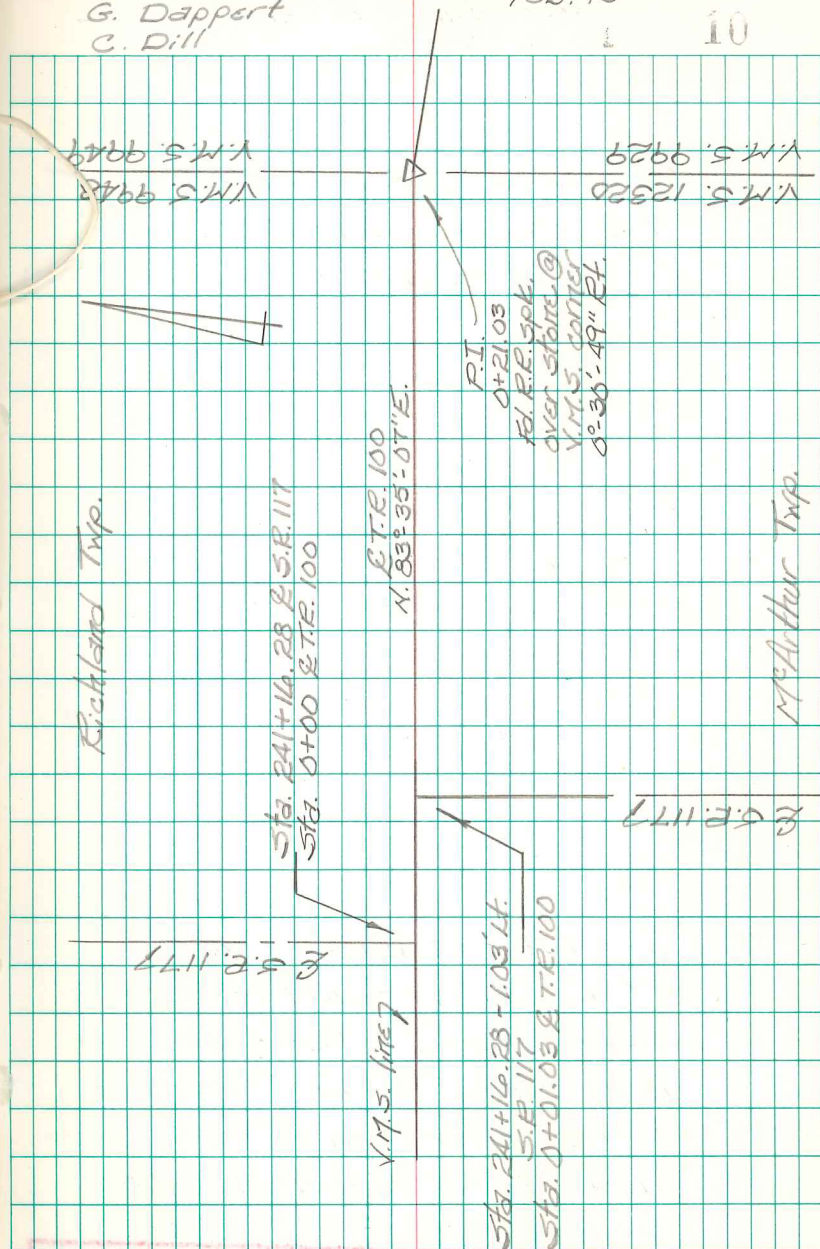 G. Dappert
C. Dill
10
V.M.S. 9949
V.M.S. 9948
V.M.S. 9929
V.M.S. 12320
P.I.
0+21.03
Fd. R.R. Spk.
over stone, @
V.M.S. corner
0°-30'-49" Rt.
Richland Twp.
℄ T.R. 100
N. 83°-35'-07" E.
Sta. 241+16.28 ℄ S.R. 117
Sta. 0+00 ℄ T.R. 100
McArthur Twp.
℄ S.R. 117
℄ S.R. 117
V.M.S. line
Sta. 241+16.28 - 1.03' Lt.
S.R. 117
Sta. 0+01.03 ℄ T.R. 100